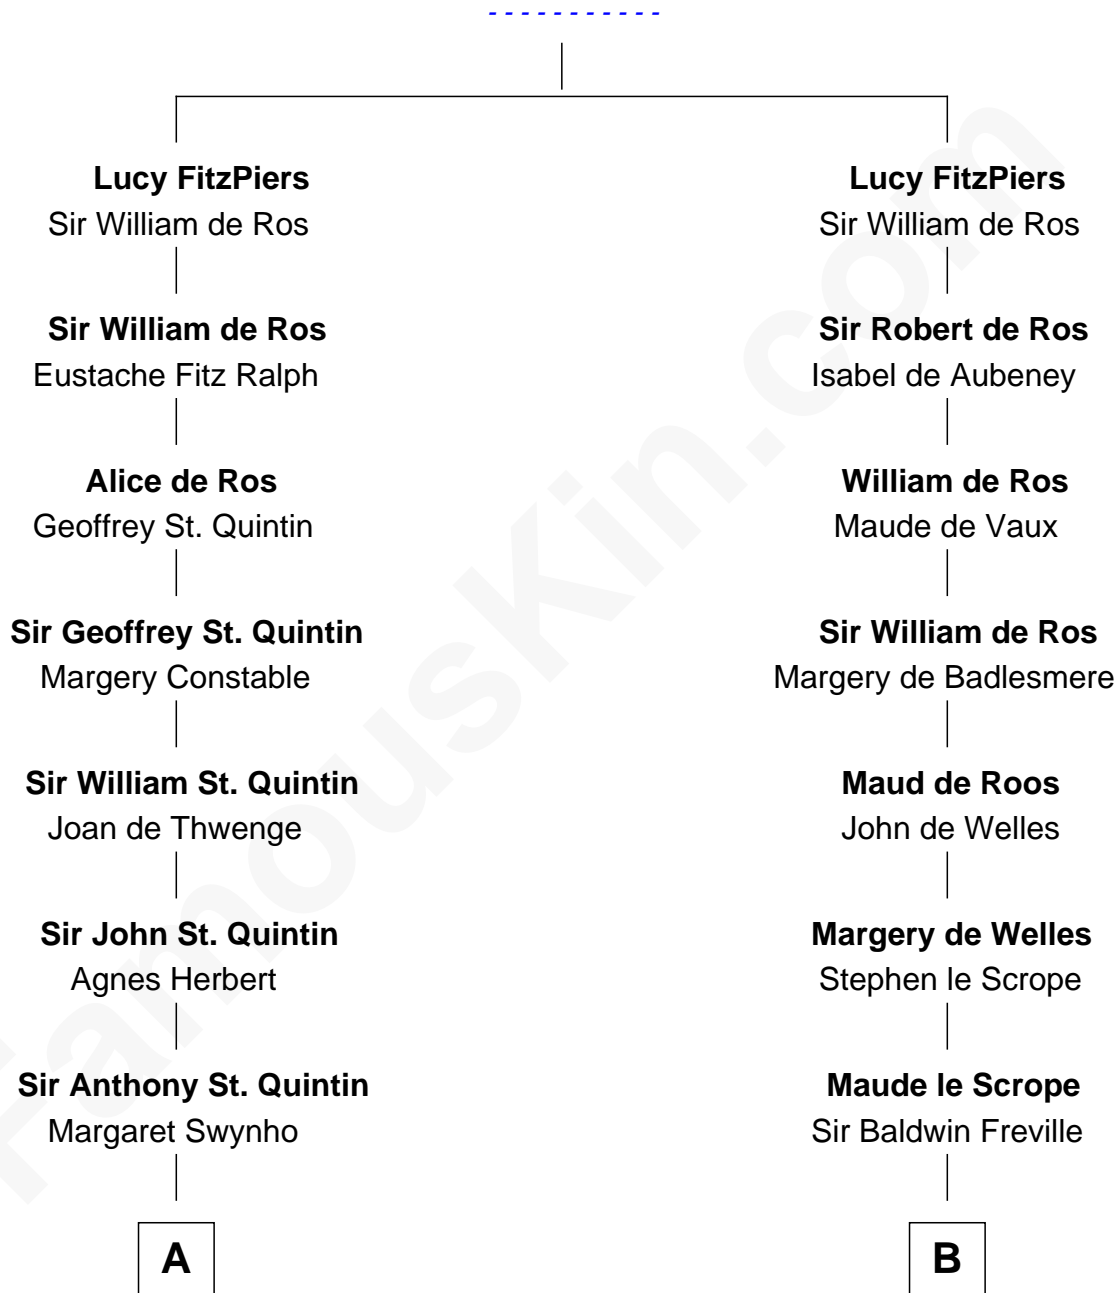 - - - - - - - - - - -
Lucy FitzPiers Lucy FitzPiers
Sir William de Ros Sir William de Ros
Sir William de Ros Sir Robert de Ros
Eustache Fitz Ralph Isabel de Aubeney
Alice de Ros William de Ros
Geoffrey St. Quintin Maude de Vaux
Sir Geoffrey St. Quintin Sir William de Ros
Margery Constable Margery de Badlesmere
Sir William St. Quintin Maud de Roos
Joan de Thwenge John de Welles
Sir John St. Quintin Margery de Welles
Agnes Herbert Stephen le Scrope
Sir Anthony St. Quintin Maude le Scrope
Margaret Swynho Sir Baldwin Freville
A B
FamousKin.com